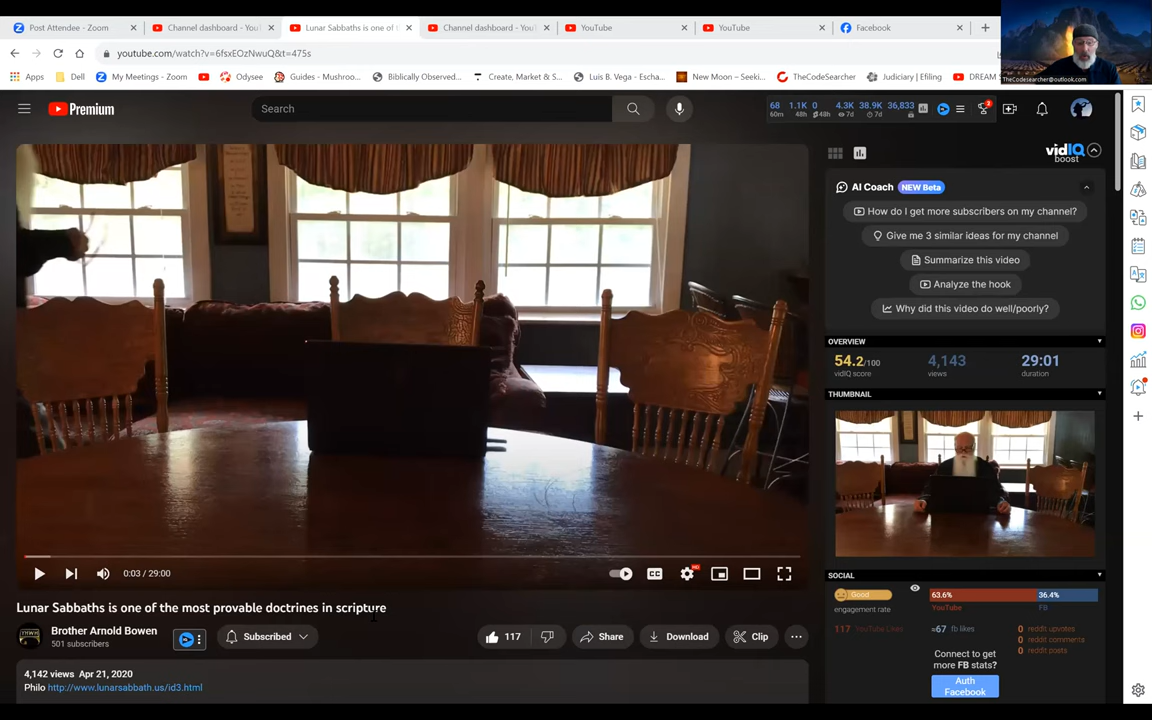 Post Attendee - Zoom
Channel dashboard - YouTu
Lunar Sabbaths is one of t
Channel dashboard - YouTu
YouTube
YouTube
Facebook
youtube.com/watch?v=6fsxEOzNwuQ&t=475s
Apps
Dell
My Meetings - Zoom
Odysee
Guides - Mushroo...
Biblically Observed...
Create, Market & S...
Luis B. Vega - Escha...
New Moon – Seeki...
TheCodeSearcher
Judiciary | Efiling
DREAM S
TheCodesearcher@outlook.com
Premium
Search
68 1.1K 0 4.3K 38.9K 36,833
60m 48h 48h 7d 7d
2
vidIQ
boost
AI Coach NEW Beta
How do I get more subscribers on my channel?
Give me 3 similar ideas for my channel
Summarize this video
Analyze the hook
Why did this video do well/poorly?
OVERVIEW
54.2/100 4,143 29:01
vidIQ score views duration
THUMBNAIL
SOCIAL
Good 63.6% 36.4%
engagement rate YouTube FB
117 YouTube Likes ≈67 fb likes 0 reddit upvotes
0 reddit comments
0 reddit posts
Connect to get
more FB stats?
Auth
Facebook
0:03 / 29:00
CC
HD
Lunar Sabbaths is one of the most provable doctrines in scripture
Brother Arnold Bowen
501 subscribers
Subscribed
117
Share
Download
Clip
4,142 views Apr 21, 2020
Philo http://www.lunarsabbath.us/id3.html